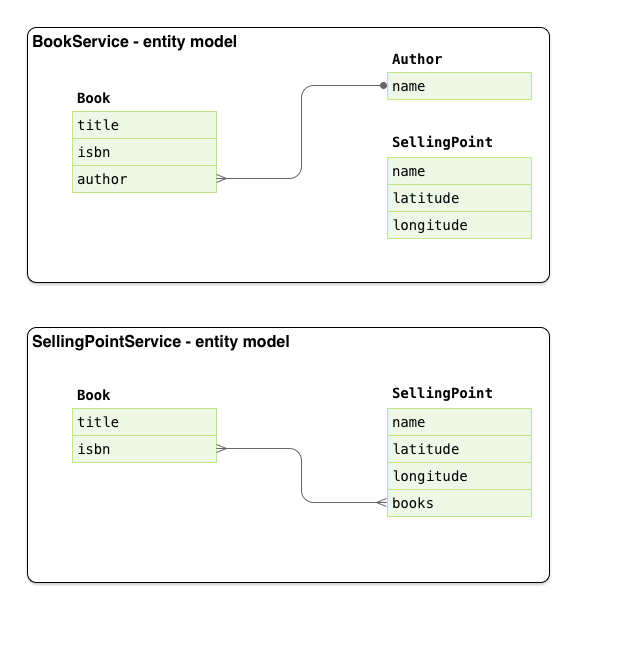 BookService - entity model
Author
name
Book
title
isbn
author
SellingPoint
name
latitude
longitude
SellingPointService - entity model
Book
title
isbn
SellingPoint
name
latitude
longitude
books